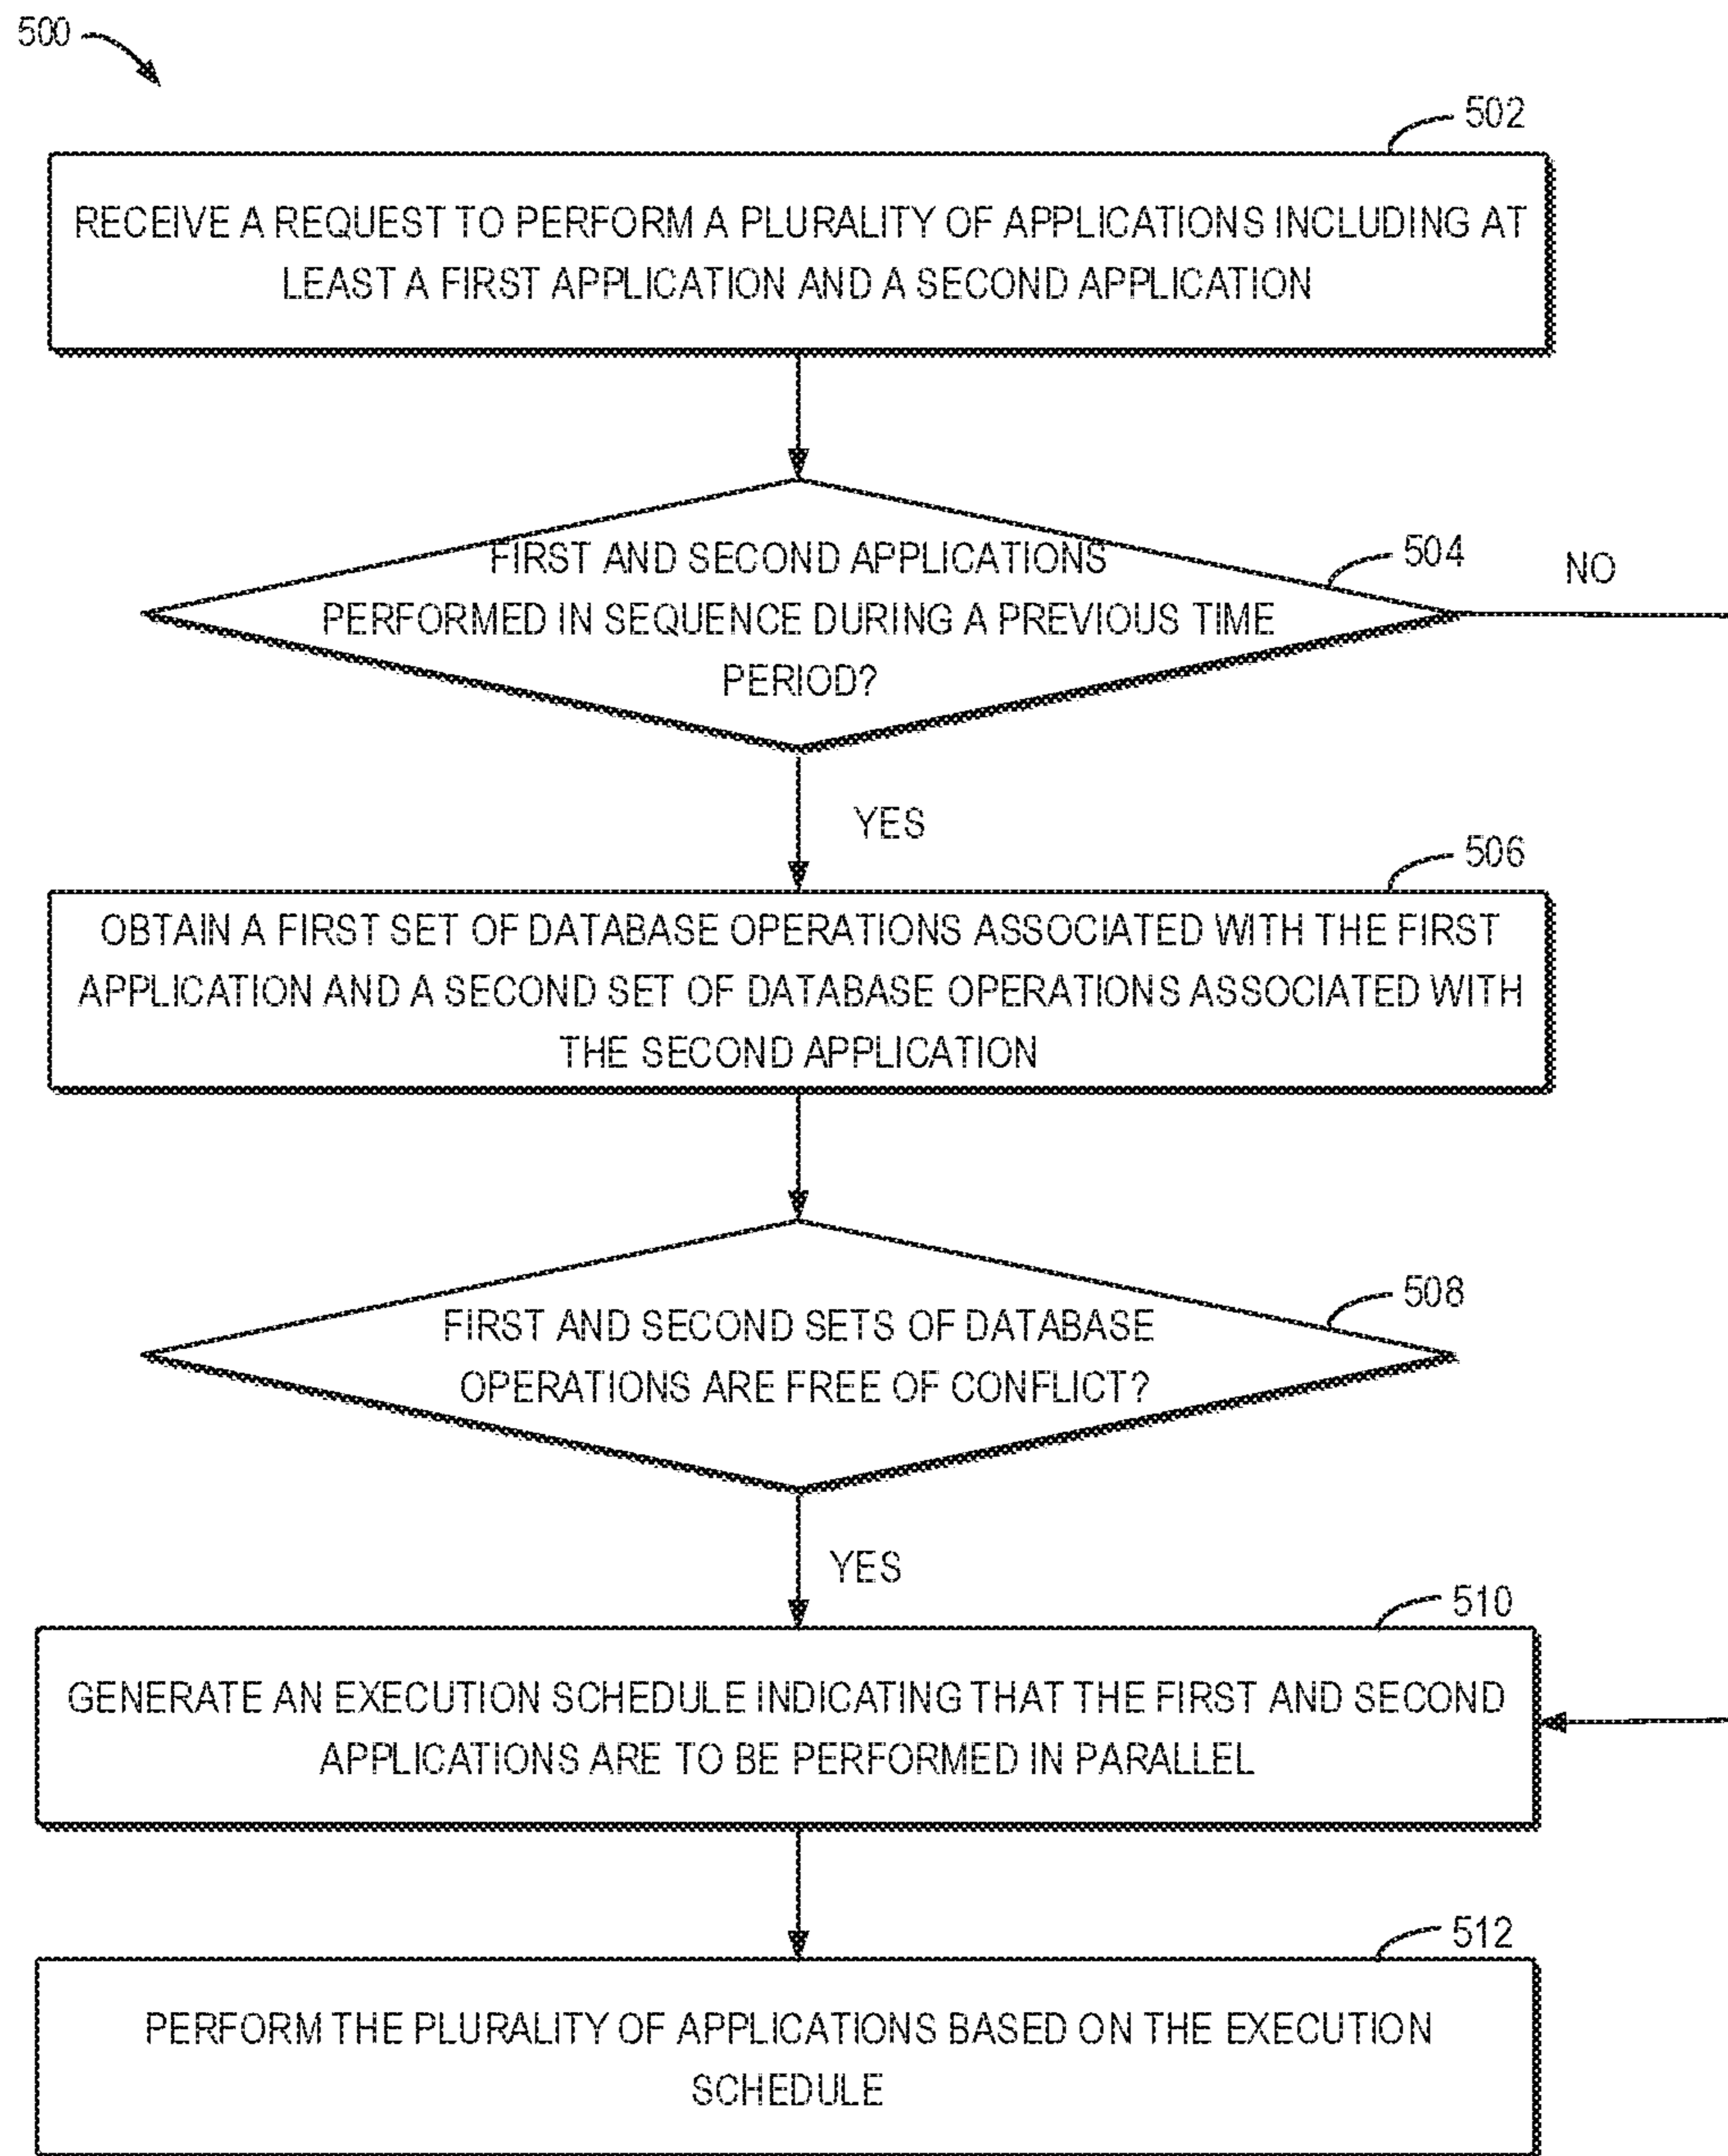 500
502
RECEIVE A REQUEST TO PERFORM A PLURALITY OF APPLICATIONS INCLUDING AT
LEAST A FIRST APPLICATION AND A SECOND APPLICATION
504
NO
FIRST AND SECOND APPLICATIONS
PERFORMED IN SEQUENCE DURING A PREVIOUS TIME
PERIOD?
YES
506
OBTAIN A FIRST SET OF DATABASE OPERATIONS ASSOCIATED WITH THE FIRST
APPLICATION AND A SECOND SET OF DATABASE OPERATIONS ASSOCIATED WITH
THE SECOND APPLICATION
508
FIRST AND SECOND SETS OF DATABASE
OPERATIONS ARE FREE OF CONFLICT?
YES
510
GENERATE AN EXECUTION SCHEDULE INDICATING THAT THE FIRST AND SECOND
APPLICATIONS ARE TO BE PERFORMED IN PARALLEL
512
PERFORM THE PLURALITY OF APPLICATIONS BASED ON THE EXECUTION
SCHEDULE